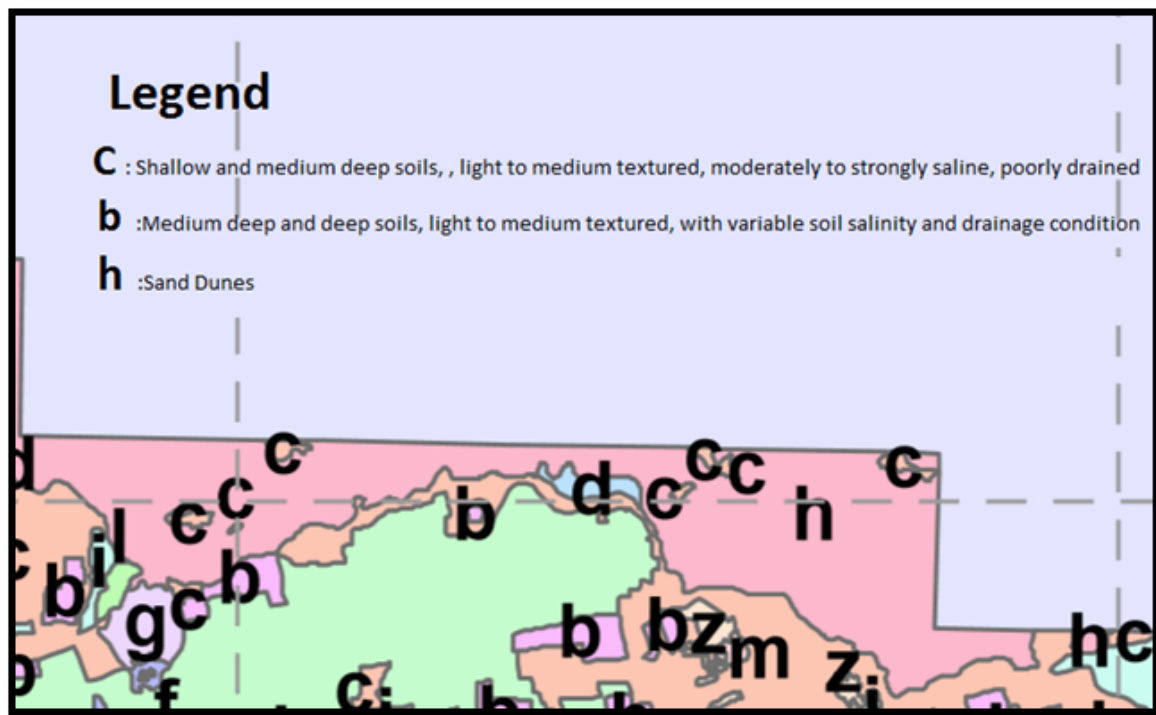 Legend
C : Shallow and medium deep soils, , light to medium textured, moderately to strongly saline, poorly drained
b :Medium deep and deep soils, light to medium textured, with variable soil salinity and drainage condition
h :Sand Dunes
c c c
d c c
c b d c h
c l
c i b
b c
g b b z h c
m
z
b c i
f b b